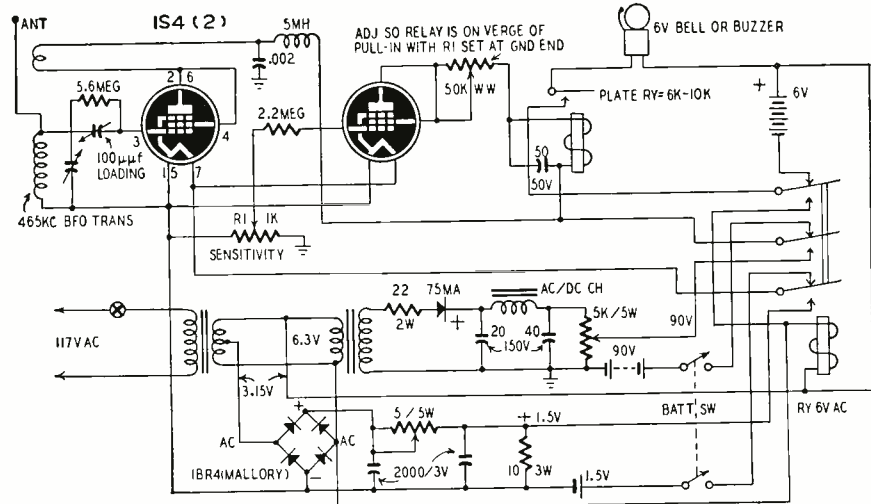 ANT
1S4 (2)
5MH
.002
ADJ SO RELAY IS ON VERGE OF
PULL-IN WITH R1 SET AT GND END
6V BELL OR BUZZER
5.6MEG
2 6
3
4
1 5
7
100μμf
LOADING
2.2MEG
50K WW
PLATE RY=6K-10K
+
6V
50
50V
465KC BFO TRANS
R1
1K
SENSITIVITY
117V AC
6.3V
3.15V
22
2W
75MA
+
AC/DC CH
20
40
150V
5K/5W
90V
90V
BATT SW
RY 6V AC
+
AC
AC
-
1BR4(MALLORY)
5/5W
2000/3V
+ 1.5V
10
3W
1.5V